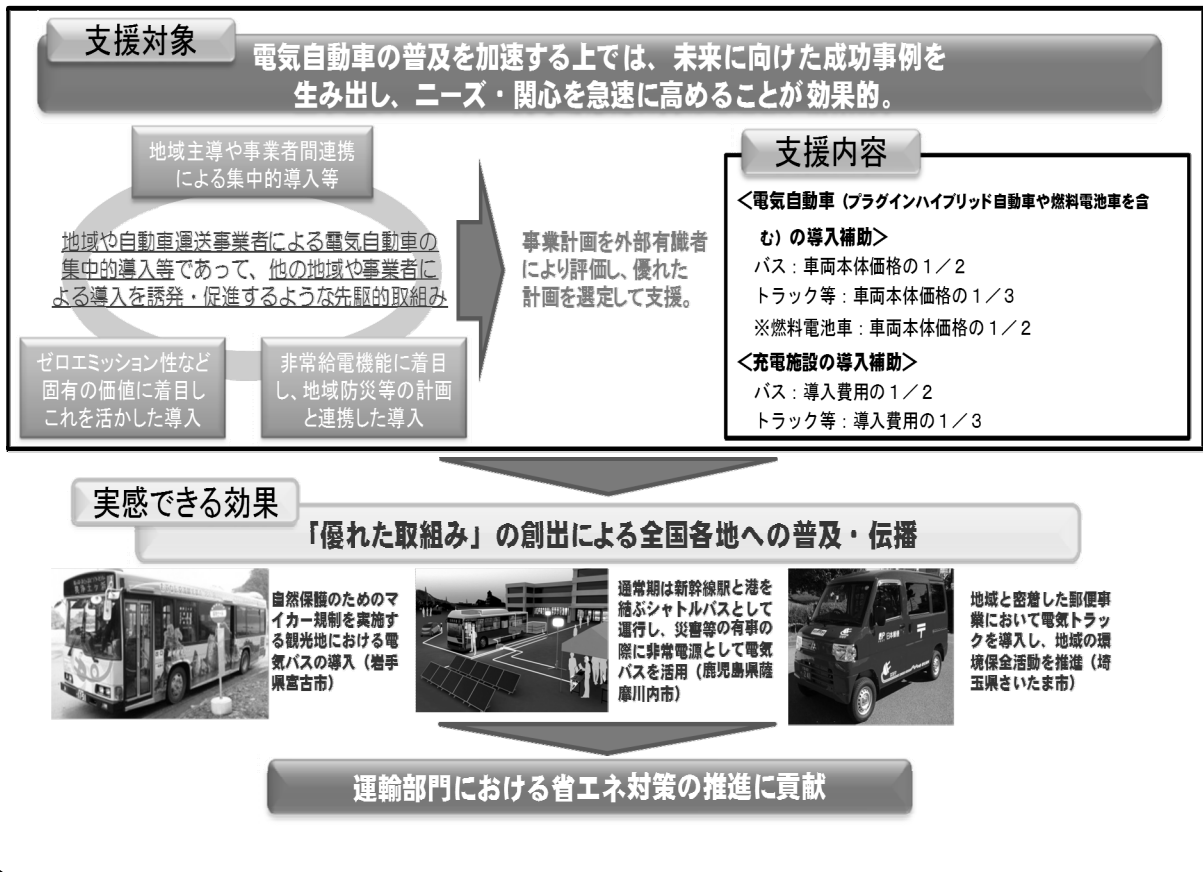 支援対象
電気自動車の普及を加速する上では、未来に向けた成功事例を
生み出し、ニーズ・関心を急速に高めることが効果的。
地域主導や事業者間連携
による集中的導入等
地域や自動車運送事業者による電気自動車の
集中的導入等であって、他の地域や事業者に
よる導入を誘発・促進するような先駆的取組み
ゼロエミッション性など
固有の価値に着目し
これを活かした導入
非常給電機能に着目
し、地域防災等の計画
と連携した導入
事業計画を外部有識者
により評価し、優れた
計画を選定して支援。
支援内容
＜電気自動車（プラグインハイブリッド自動車や燃料電池車を含
む）の導入補助＞
バス：車両本体価格の１／２
トラック等：車両本体価格の１／３
※燃料電池車：車両本体価格の１／２
＜充電施設の導入補助＞
バス：導入費用の１／２
トラック等：導入費用の１／３
実感できる効果
「優れた取組み」の創出による全国各地への普及・伝播
自然保護のためのマ
イカー規制を実施す
る観光地における電
気バスの導入（岩手
県宮古市）
通常期は新幹線駅と港を
結ぶシャトルバスとして
運行し、災害等の有事の
際に非常電源として電気
バスを活用（鹿児島県薩
摩川内市）
日本郵便
地域と密着した郵便事
業において電気トラッ
クを導入し、地域の環
境保全活動を推進（埼
玉県さいたま市）
運輸部門における省エネ対策の推進に貢献